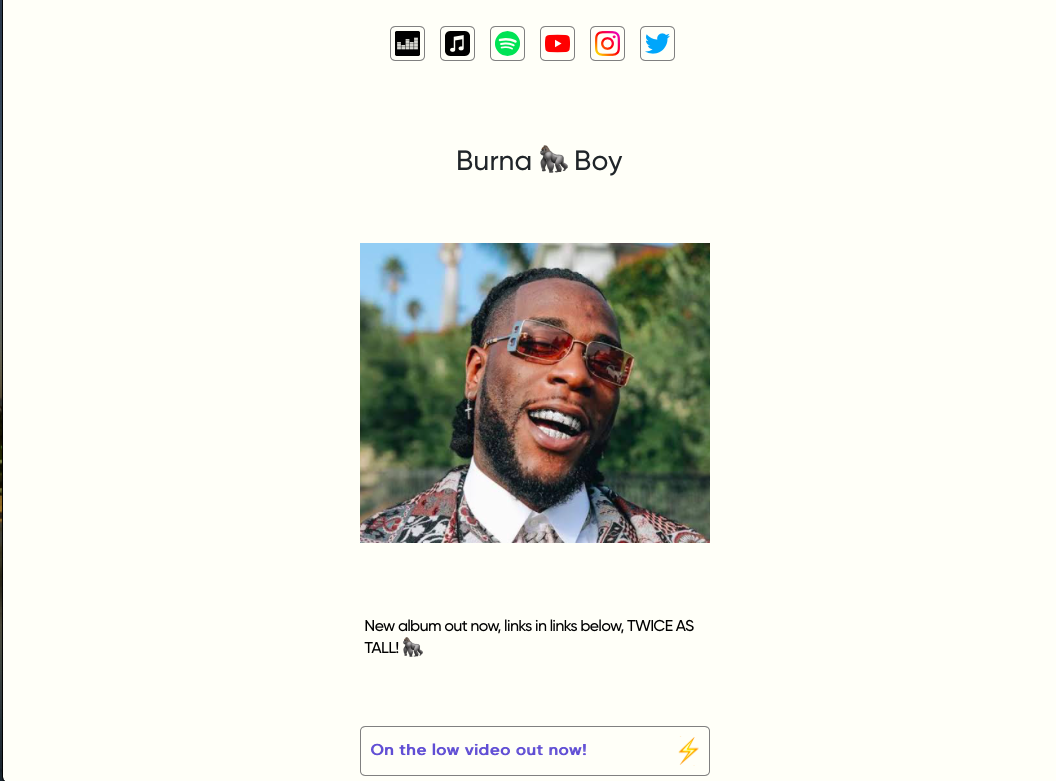 Burna 🦍 Boy
New album out now, links in links below, TWICE AS
TALL! 🦍
On the low video out now! ⚡